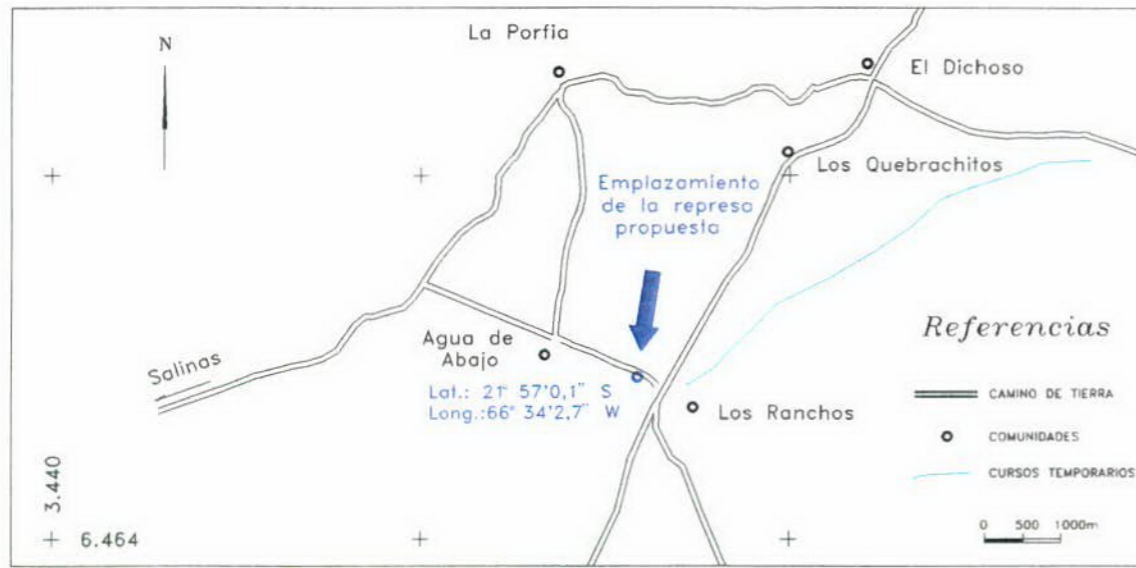 La Porfia
N
El Dichoso
Los Quebrachitos
Emplazamiento
de la represa
propuesta
Referencias
Agua de
Abajo
Salinas
Lat.: 21° 57'0,1" S
Long.:66° 34'2,7" W
Los Ranchos
CAMINO DE TIERRA
COMUNIDADES
CURSOS TEMPORARIOS
3.440
6.464
0 500 1000m